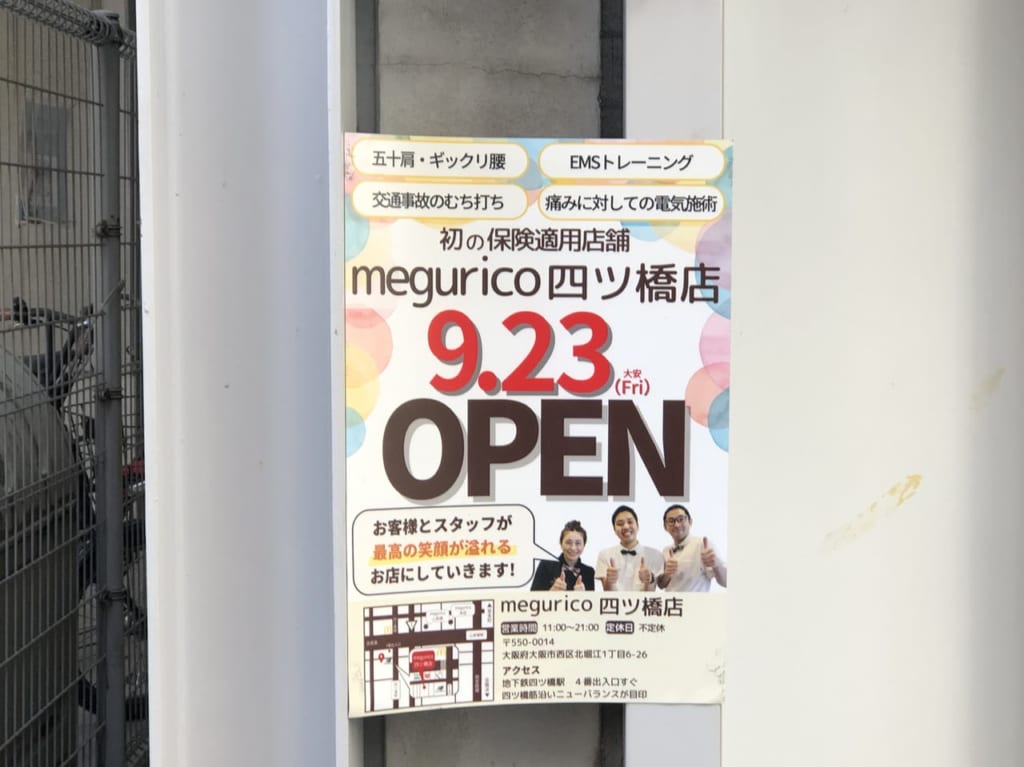 五十肩・ギックリ腰
EMSトレーニング
交通事故のむち打ち
痛みに対しての電気施術
初の保険適用店舗
megurico 四ツ橋店
9.23
大安
(Fri)
OPEN
お客様とスタッフが
最高の笑顔が溢れる
お店にしていきます!
megurico 四ツ橋店
営業時間 11:00～21:00 定休日 不定休
〒550-0014
大阪府大阪市西区北堀江1丁目6-26
アクセス
地下鉄四ツ橋駅 4番出入口すぐ
四ツ橋筋沿いニューバランスが目印
megurico
四ツ橋店